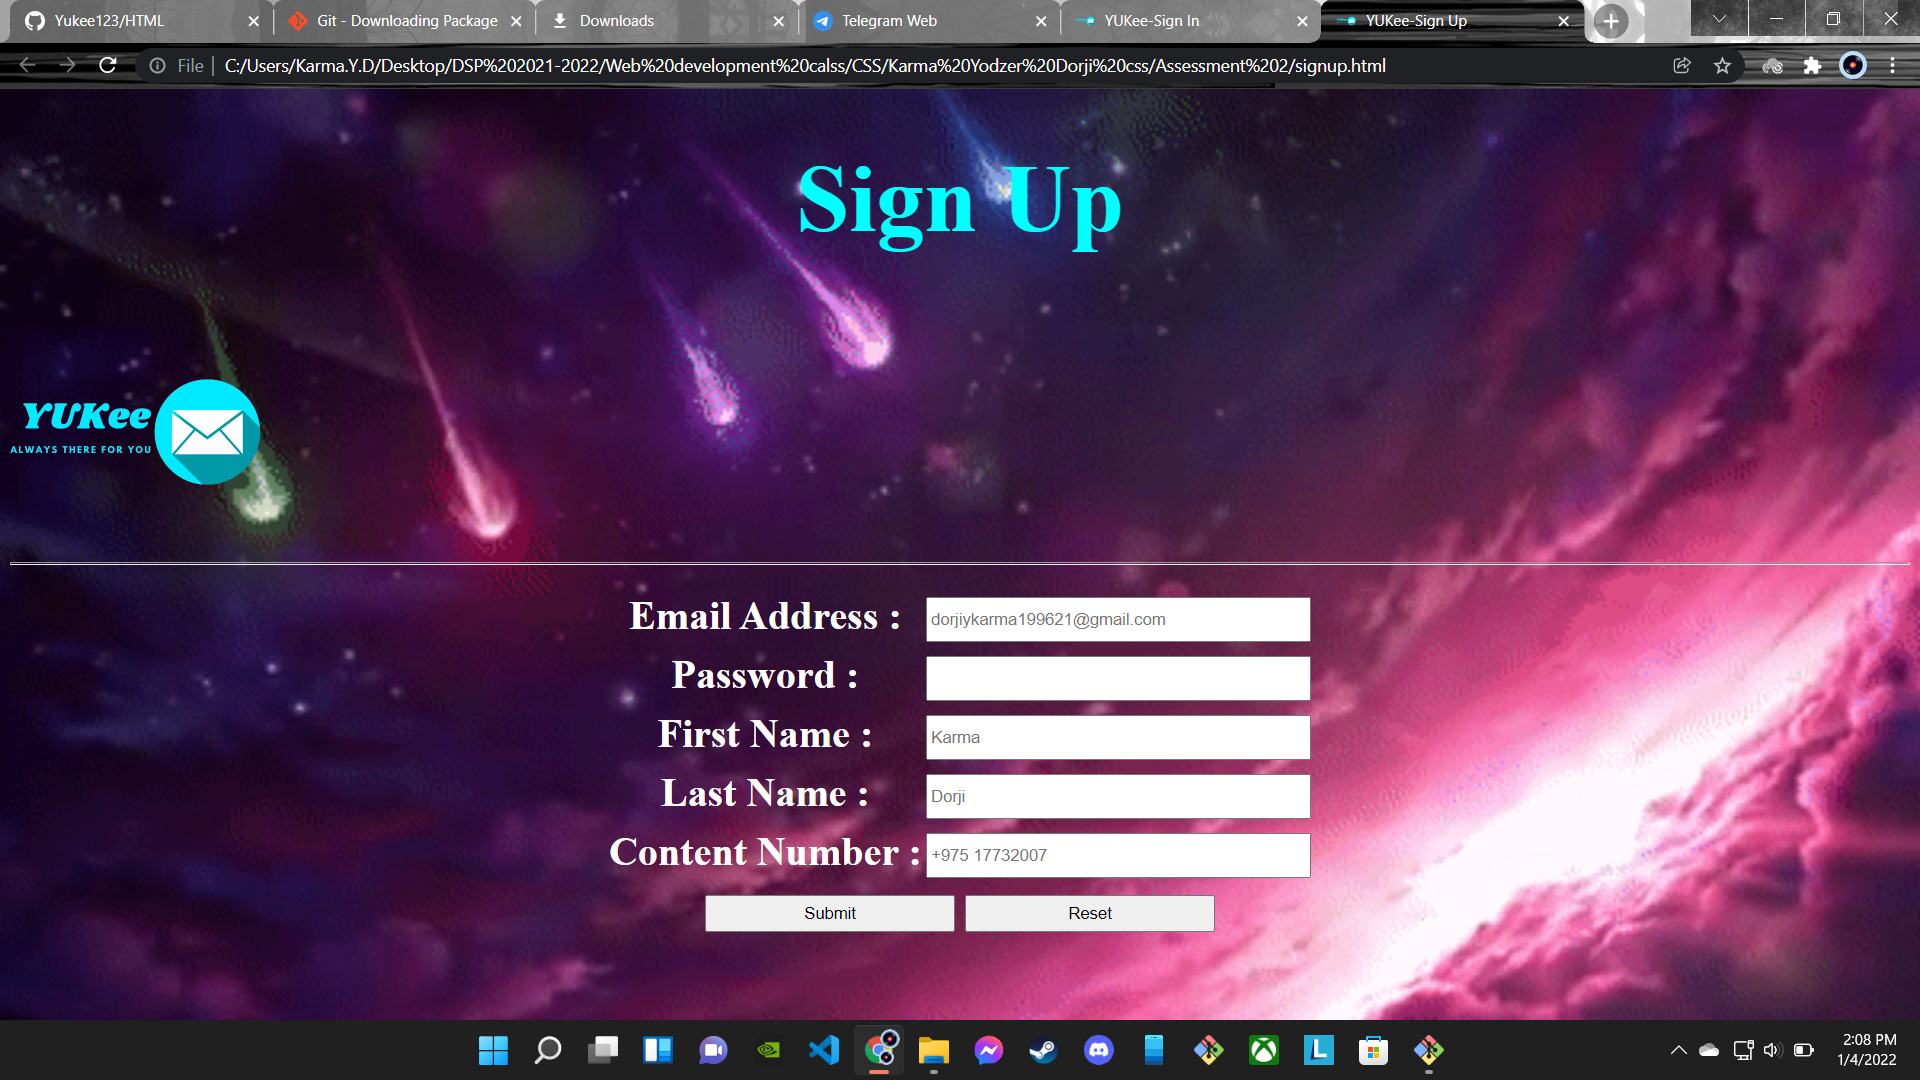 Yukee123/HTML
Git - Downloading Package
Downloads
Telegram Web
YUKee-Sign In
YUKee-Sign Up
File
C:/Users/Karma.Y.D/Desktop/DSP%202021-2022/Web%20development%20calss/CSS/Karma%20Yodzer%20Dorji%20css/Assessment%202/signup.html
Sign Up
YUKee
ALWAYS THERE FOR YOU
Email Address : dorjiykarma199621@gmail.com
Password :
First Name : Karma
Last Name : Dorji
Content Number : +975 17732007
Submit Reset
L
2:08 PM
1/4/2022